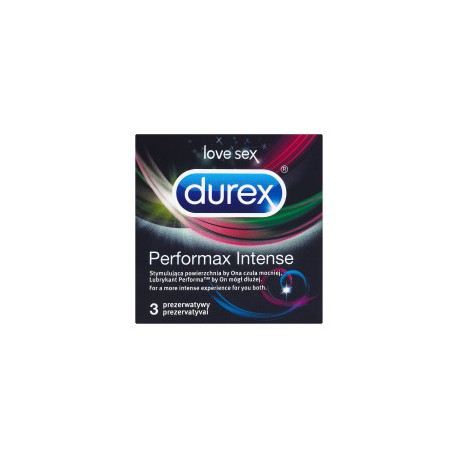 love sex
durex®
Performax Intense
Stymulująca powierzchnia by Ona czuła mocniej,
Lubrykant Performa™ by On mógł dłużej.
For a more intense experience for you both.
3 prezerwatywy
prezervatyvai